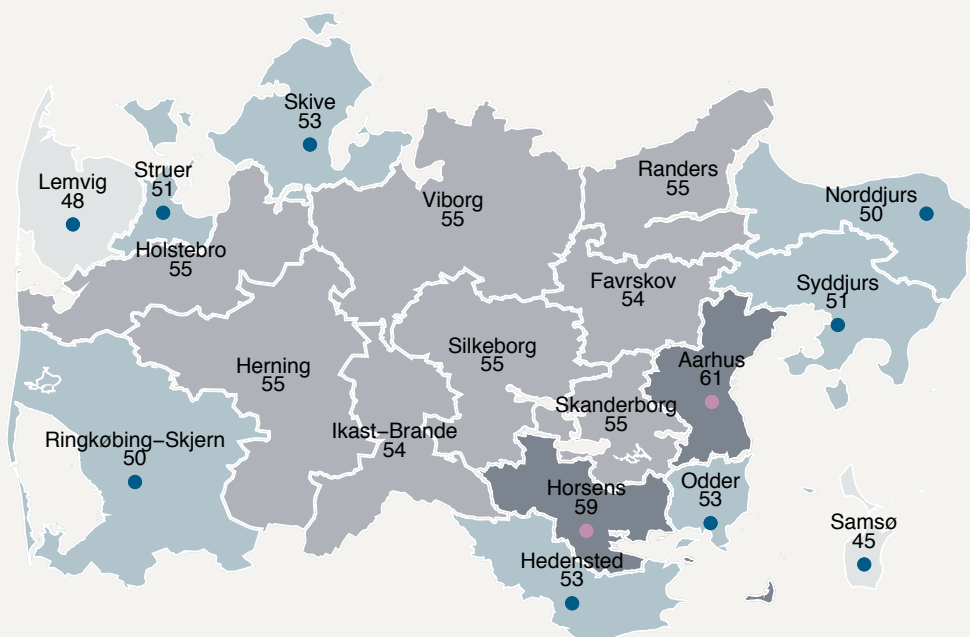 Skive
53
Struer
51
Lemvig
48
Randers
55
Norddjurs
50
Viborg
55
Holstebro
55
Favrskov
54
Syddjurs
51
Silkeborg
55
Aarhus
61
Herning
55
Skanderborg
55
Ikast–Brande
54
Ringkøbing–Skjern
50
Horsens
59
Odder
53
Samsø
45
Hedensted
53